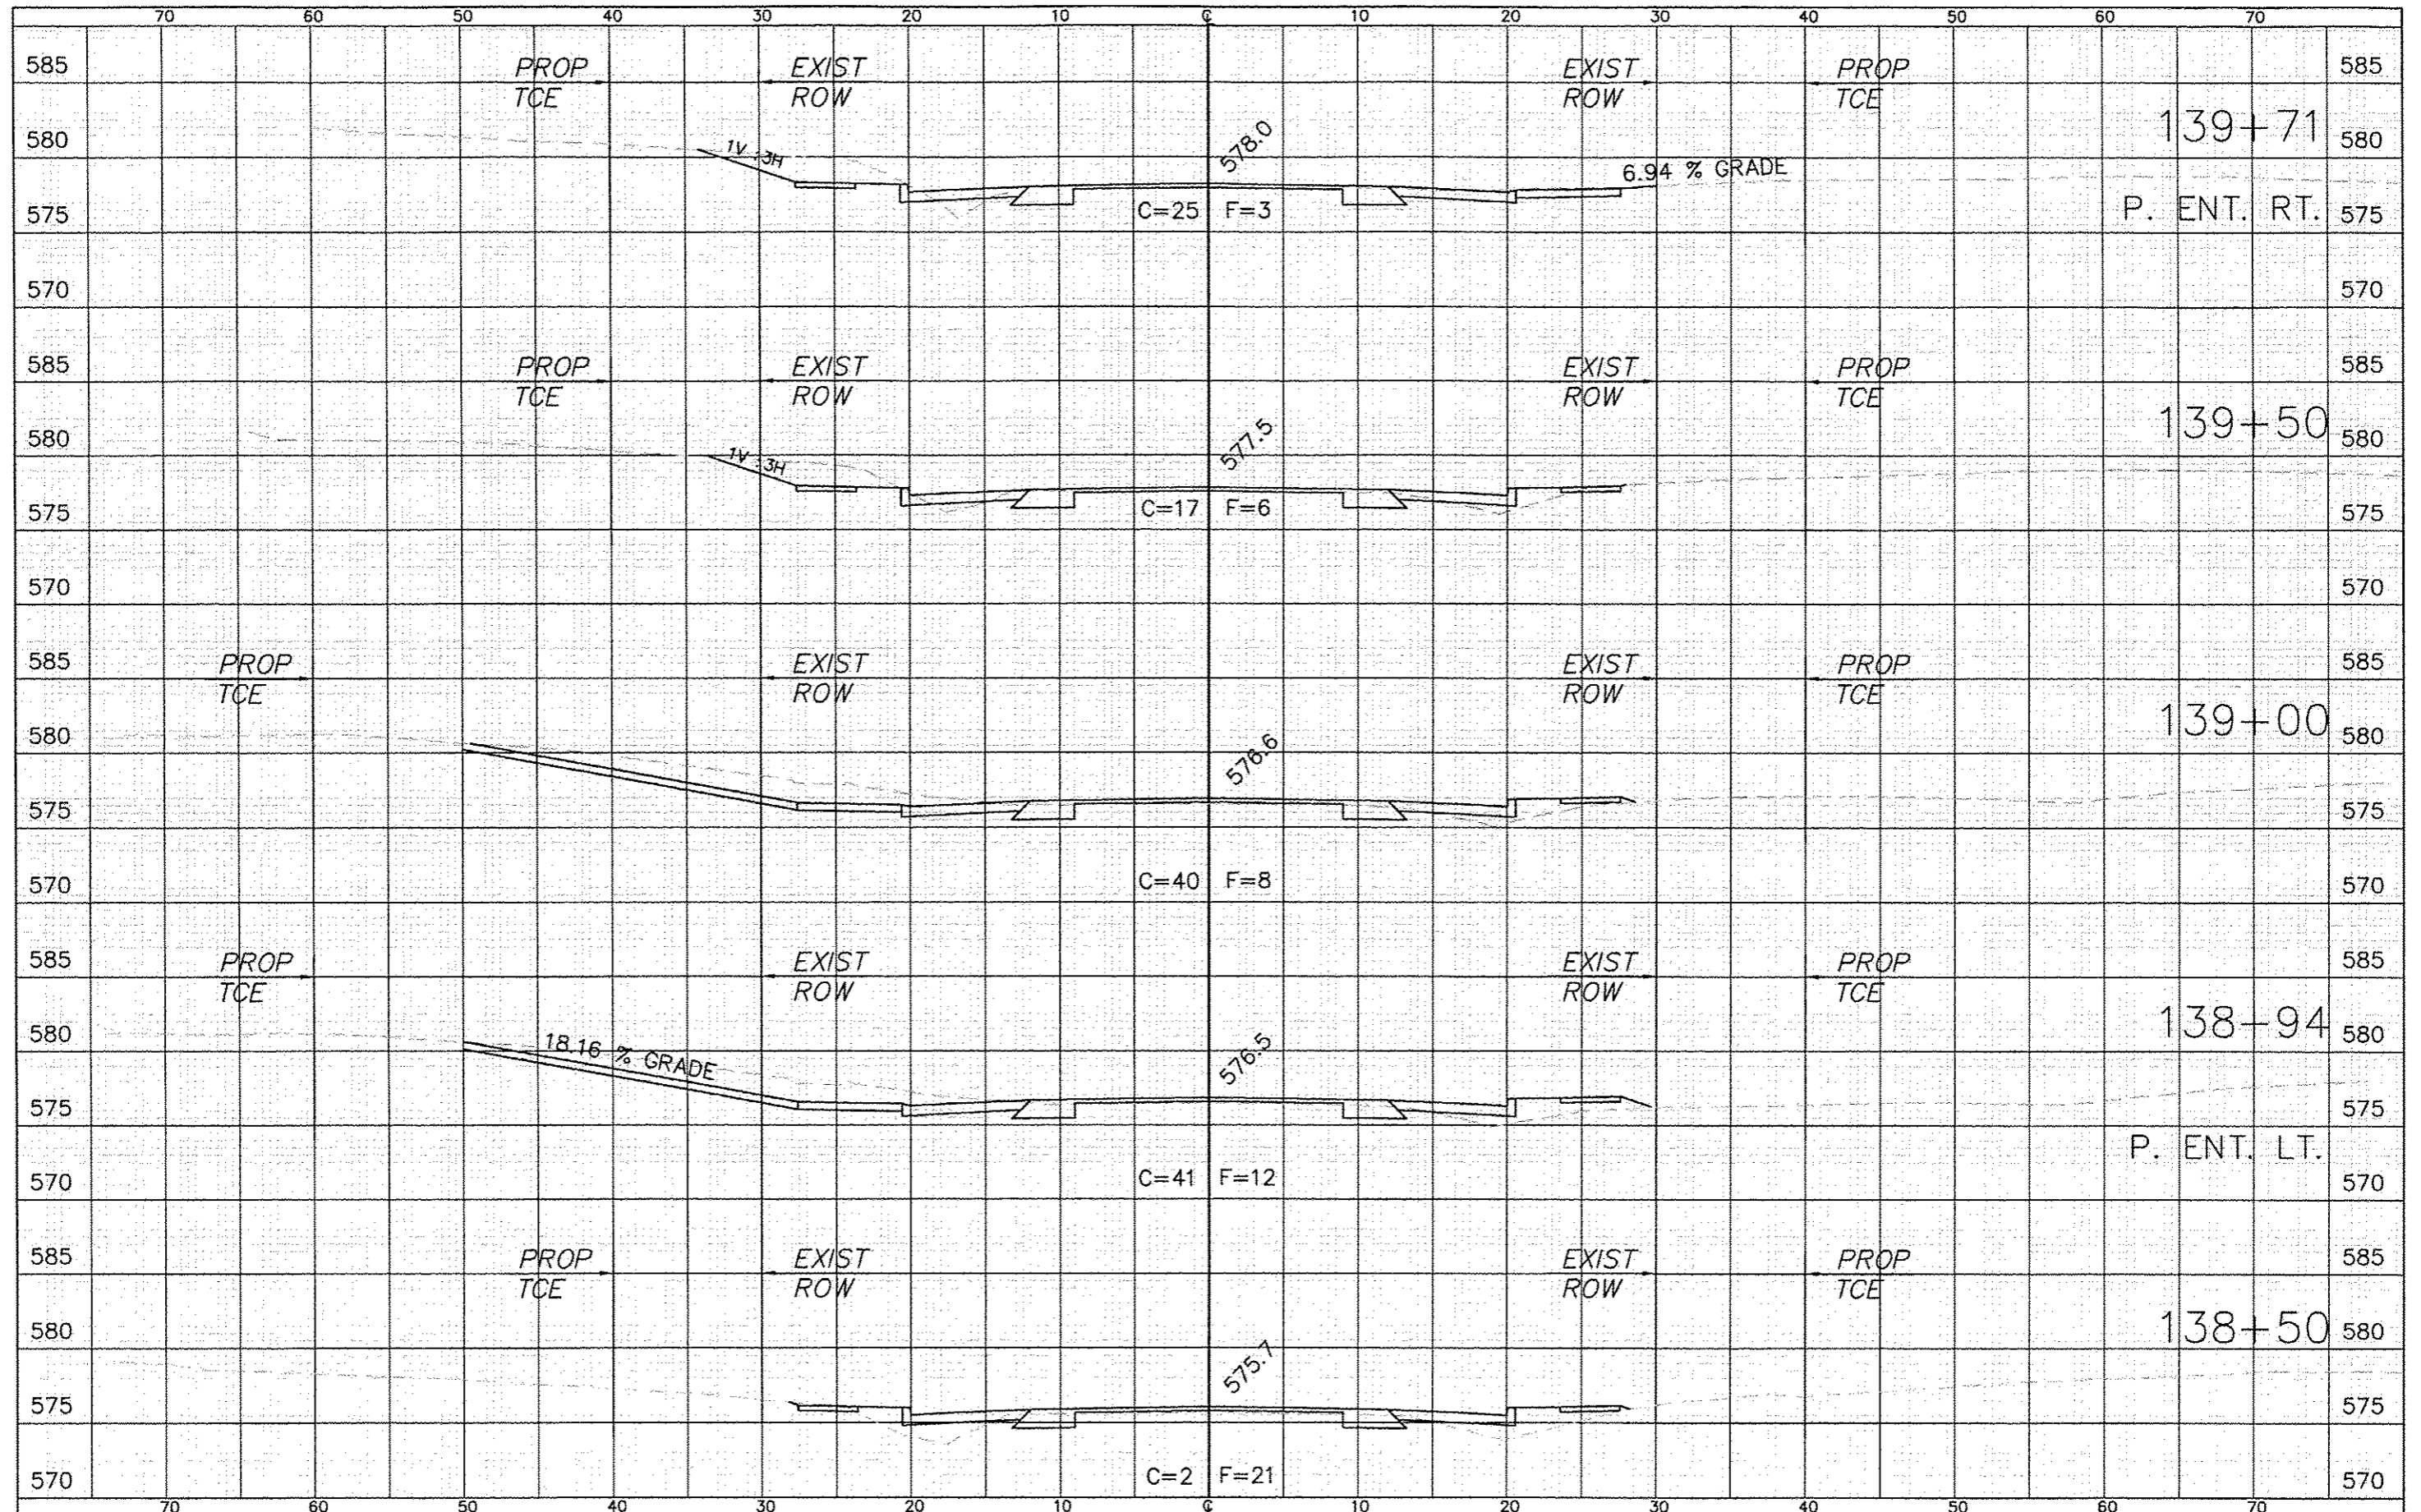 70 60 50 40 30 20 10 ℄ 10 20 30 40 50 60 70
585 PROP EXIST EXIST PROP 585
TCE ROW ROW TCE
139+71
580 1V :3H 578.0 580
6.94 % GRADE
575 C=25 F=3 P. ENT. RT. 575
570 570
585 PROP EXIST EXIST PROP 585
TCE ROW ROW TCE
139+50
580 1V :3H 577.5 580
575 C=17 F=6 575
570 570
585 PROP EXIST EXIST PROP 585
TCE ROW ROW TCE
139+00
580 576.6 580
575 575
570 C=40 F=8 570
585 PROP EXIST EXIST PROP 585
TCE ROW ROW TCE
138+94
580 18.16 % GRADE 576.5 580
575 575
P. ENT. LT.
570 C=41 F=12 570
585 PROP EXIST EXIST PROP 585
TCE ROW ROW TCE
138+50
580 580
575.7
575 575
570 C=2 F=21 570
70 60 50 40 30 20 10 ℄ 10 20 30 40 50 60 70